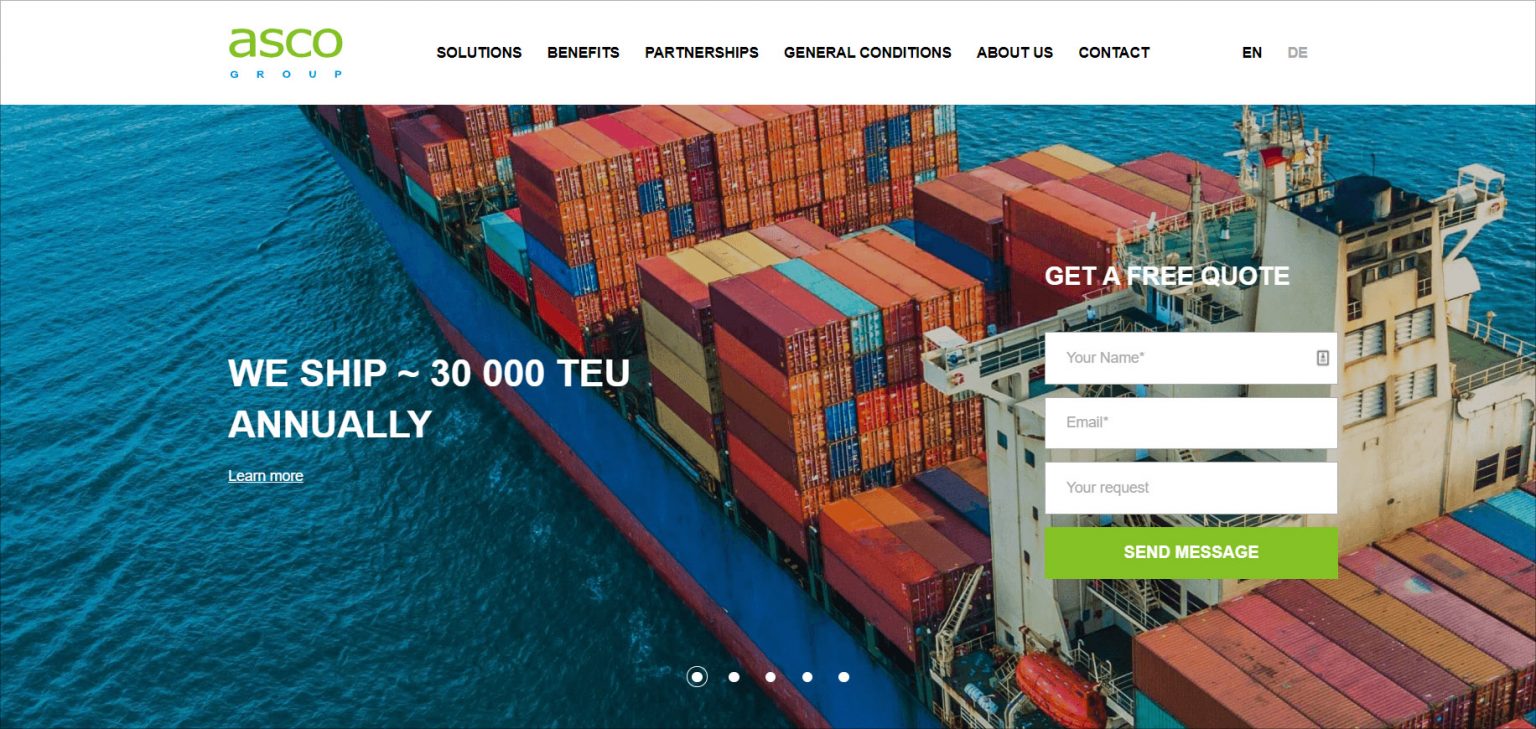 asco
GROUP
SOLUTIONS
BENEFITS
PARTNERSHIPS
GENERAL CONDITIONS
ABOUT US
CONTACT
EN
DE
WE SHIP ~ 30 000 TEU
ANNUALLY
Learn more
GET A FREE QUOTE
Your Name*
Email*
Your request
SEND MESSAGE